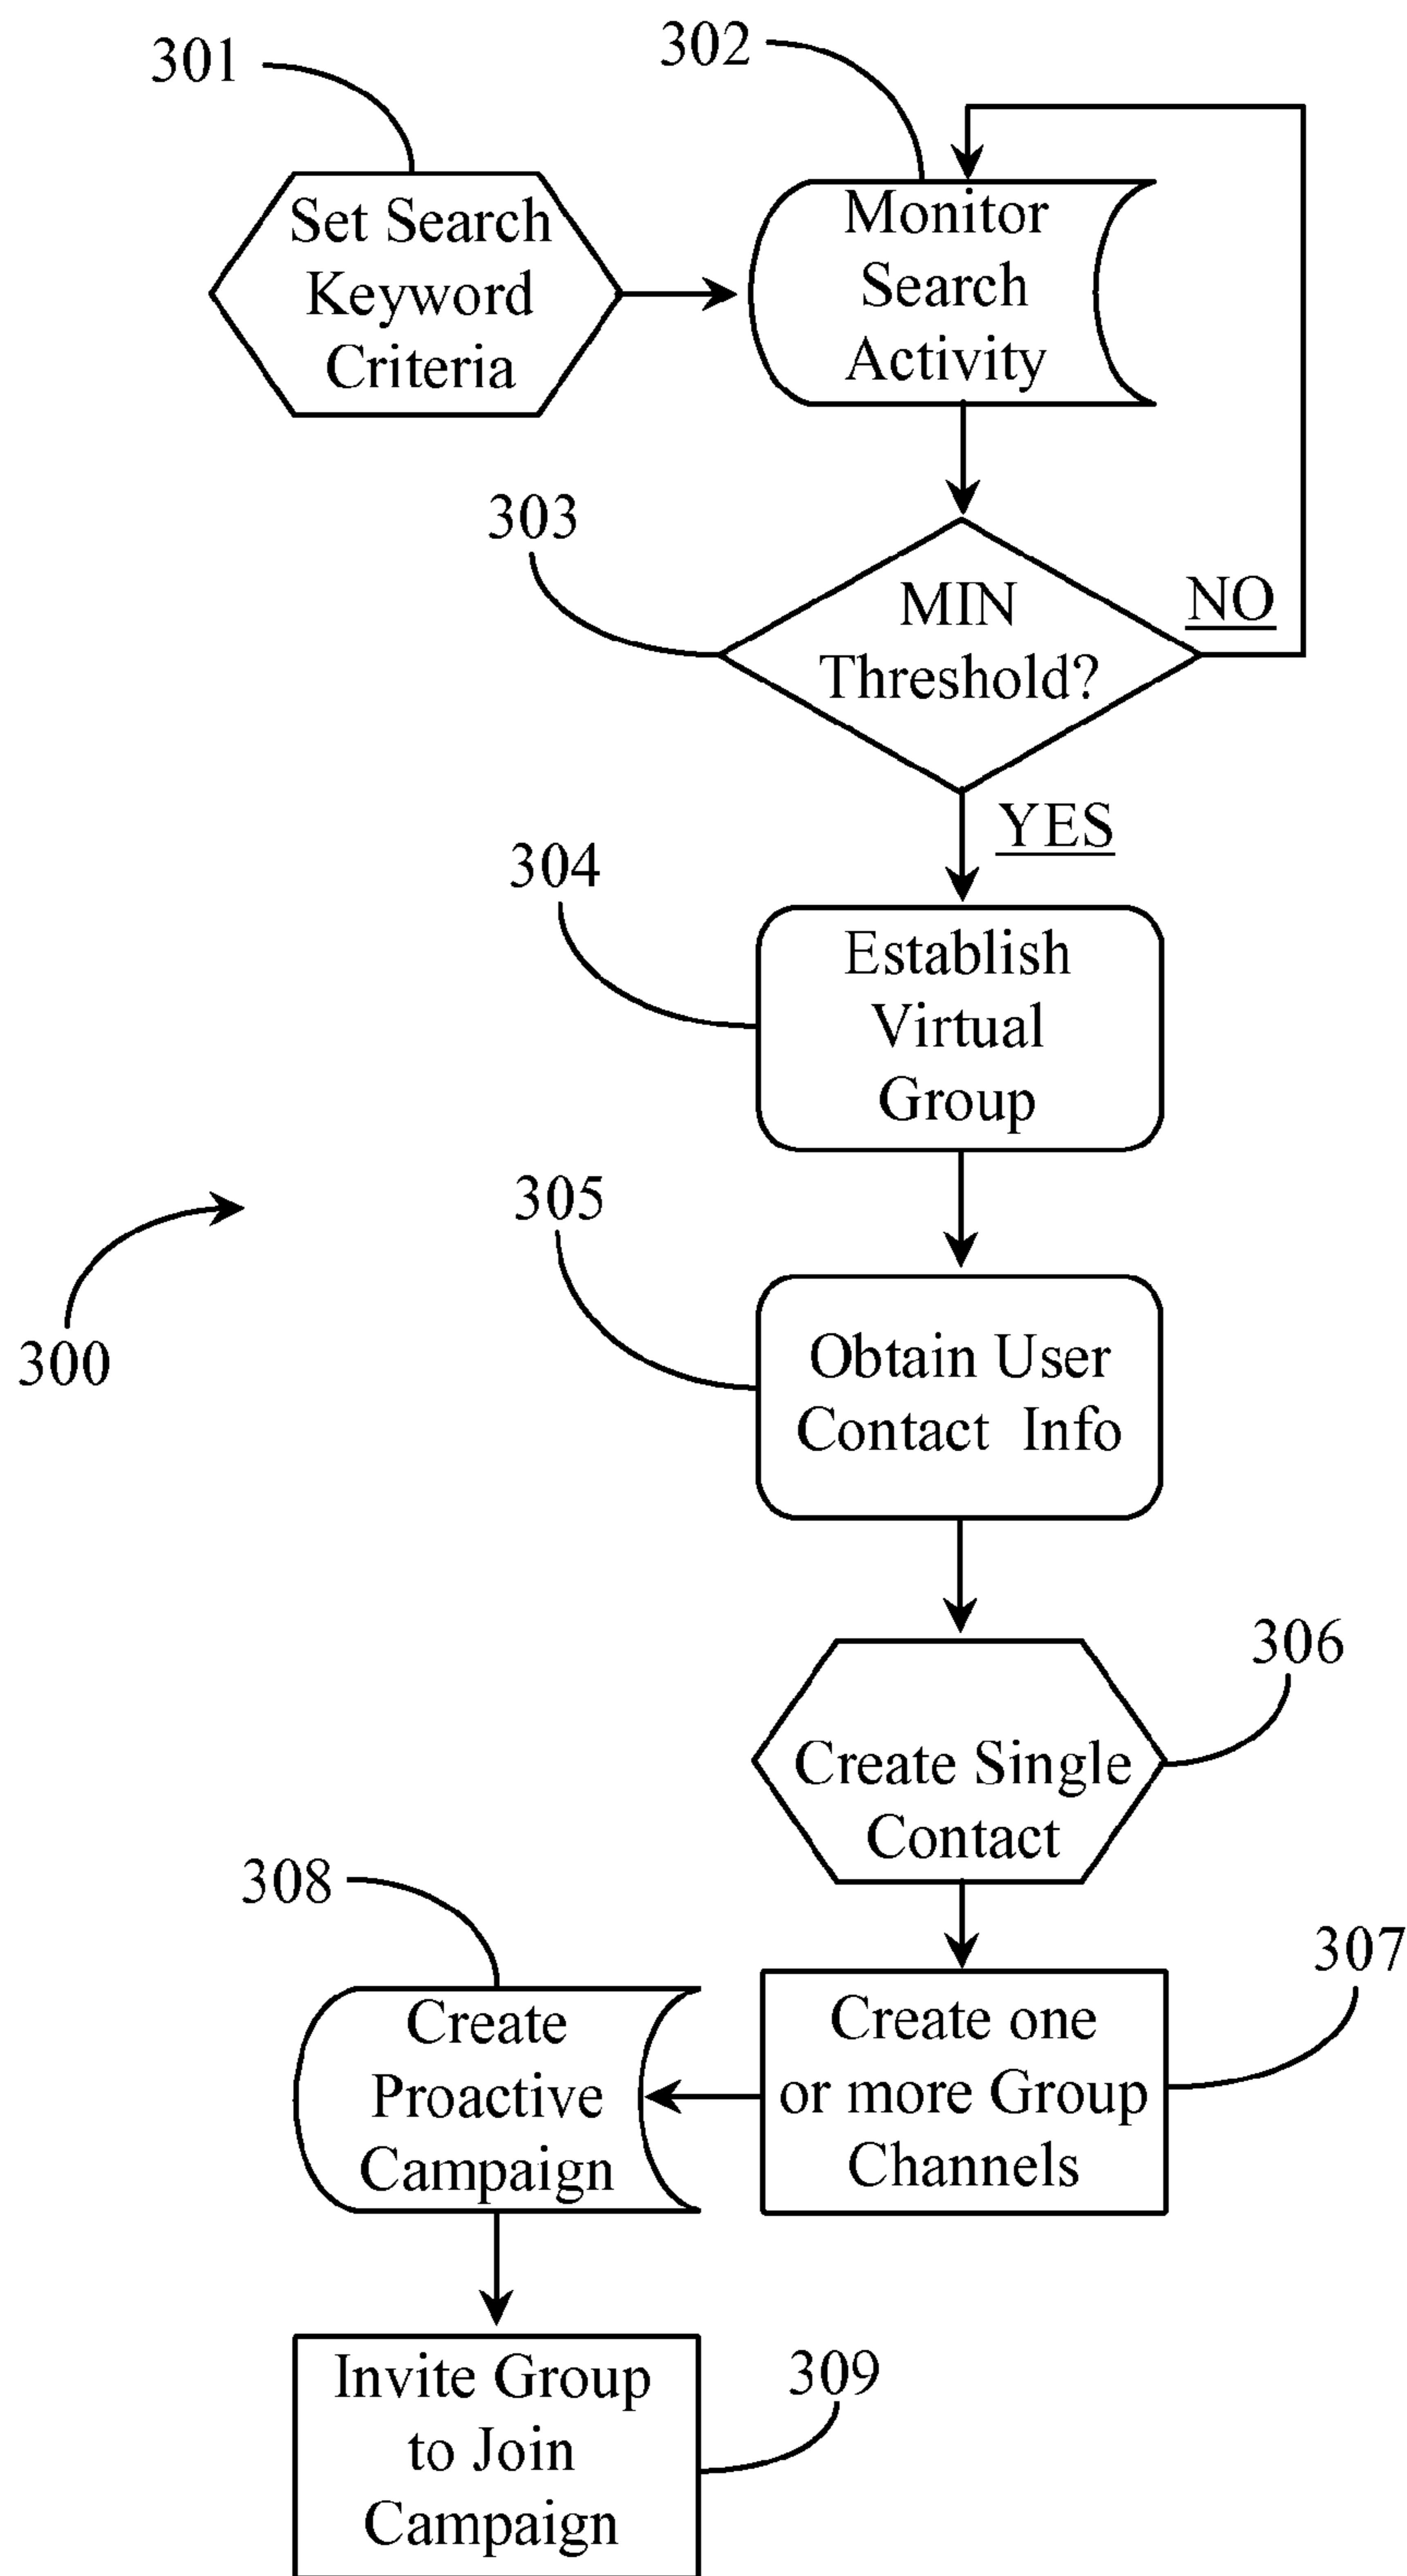 301
302
Set Search
Keyword
Criteria
Monitor
Search
Activity
303
MIN
Threshold?
NO
YES
304
Establish
Virtual
Group
305
Obtain User
Contact Info
300
306
Create Single
Contact
307
Create one
or more Group
Channels
308
Create
Proactive
Campaign
309
Invite Group
to Join
Campaign